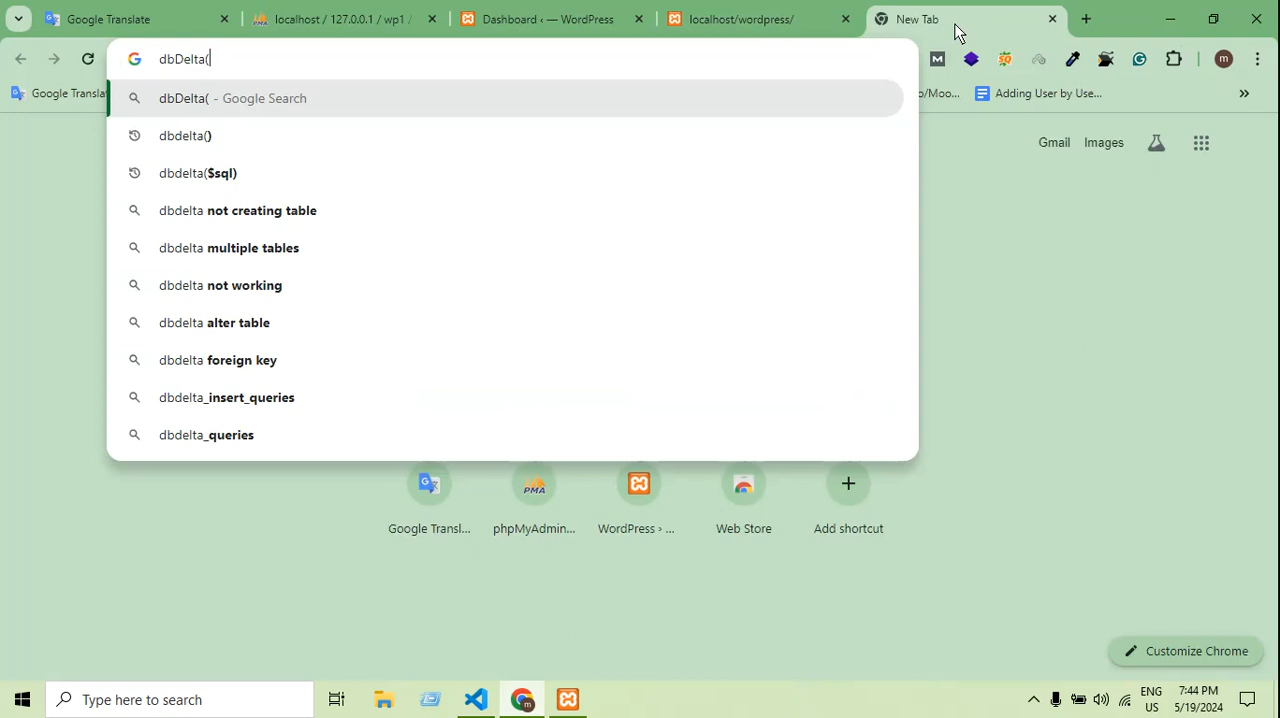 Google Translate
localhost / 127.0.0.1 / wp1 /
Dashboard ‹ — WordPress
localhost/wordpress/
New Tab
dbDelta(
Google Transla
o/Moo...
Adding User by Use...
»
dbDelta( - Google Search
dbdelta()
dbdelta($sql)
dbdelta not creating table
dbdelta multiple tables
dbdelta not working
dbdelta alter table
dbdelta foreign key
dbdelta_insert_queries
dbdelta_queries
Gmail
Images
PMA
Google Transl...
phpMyAdmin...
WordPress › ...
Web Store
Add shortcut
Customize Chrome
Type here to search
ENG
US
7:44 PM
5/19/2024